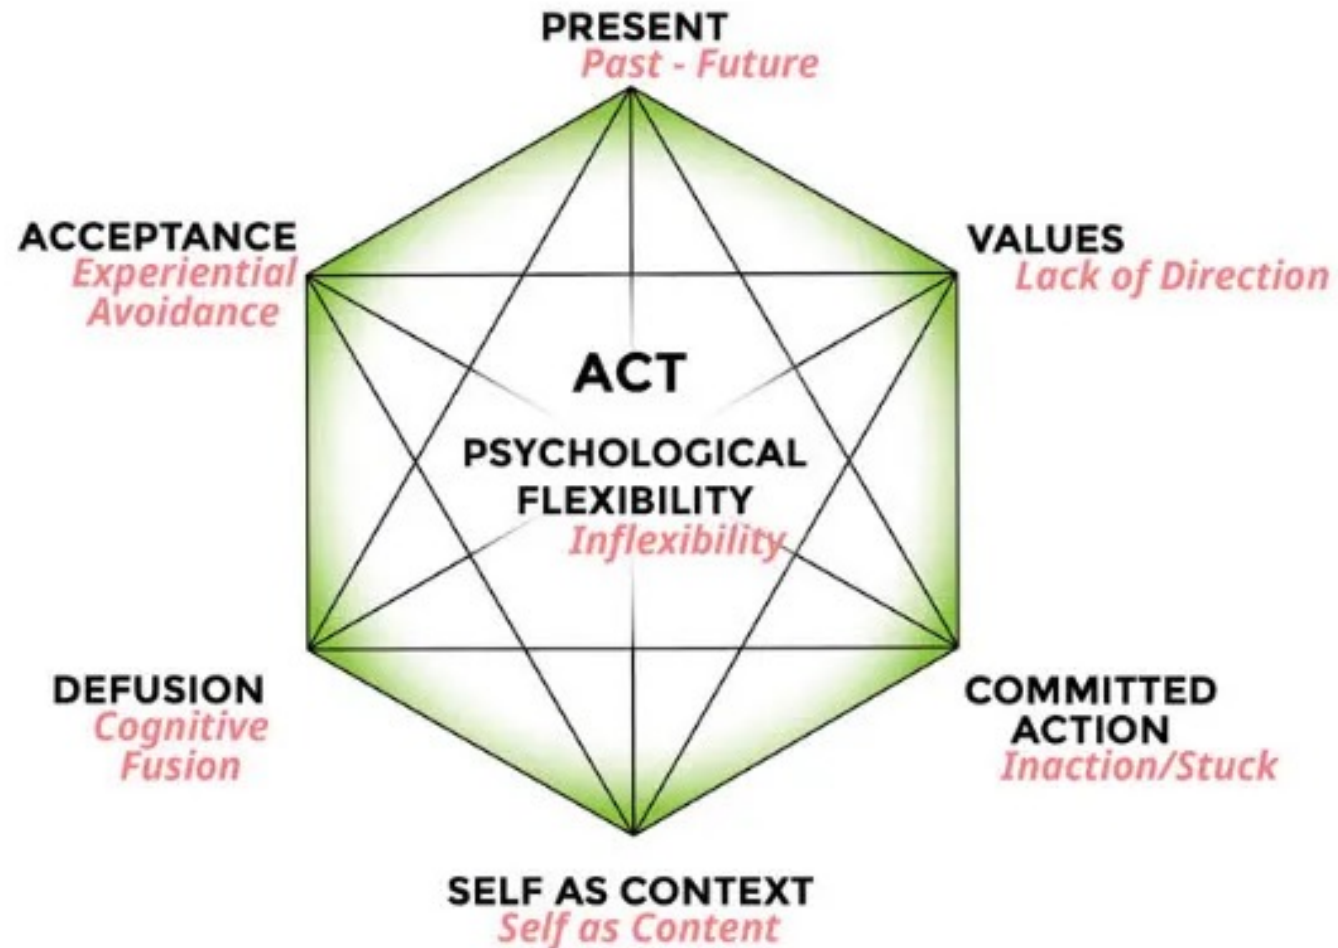 PRESENT
Past - Future
ACCEPTANCE
Experiential
Avoidance
VALUES
Lack of Direction
ACT
PSYCHOLOGICAL
FLEXIBILITY
Inflexibility
DEFUSION
Cognitive
Fusion
COMMITTED
ACTION
Inaction/Stuck
SELF AS CONTEXT
Self as Content